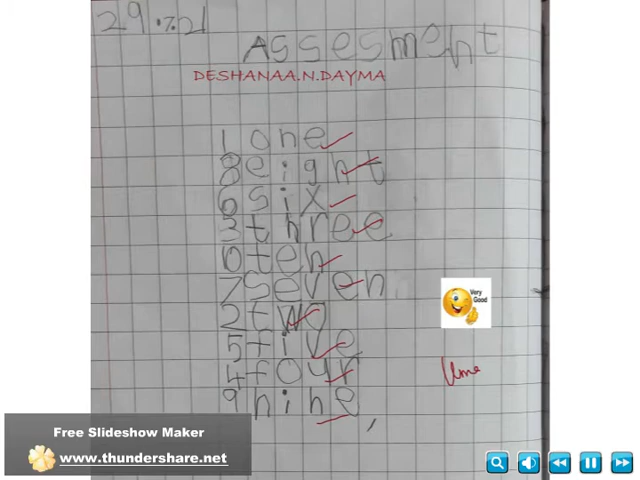 29.7.21
Assesment
DESHANAA.N.DAYMA
1 one
8 eight
6 six
3 three
10 ten
7 seven
2 two
5 five
4 four
9 nine
Very Good
Free Slideshow Maker
www.thundershare.net